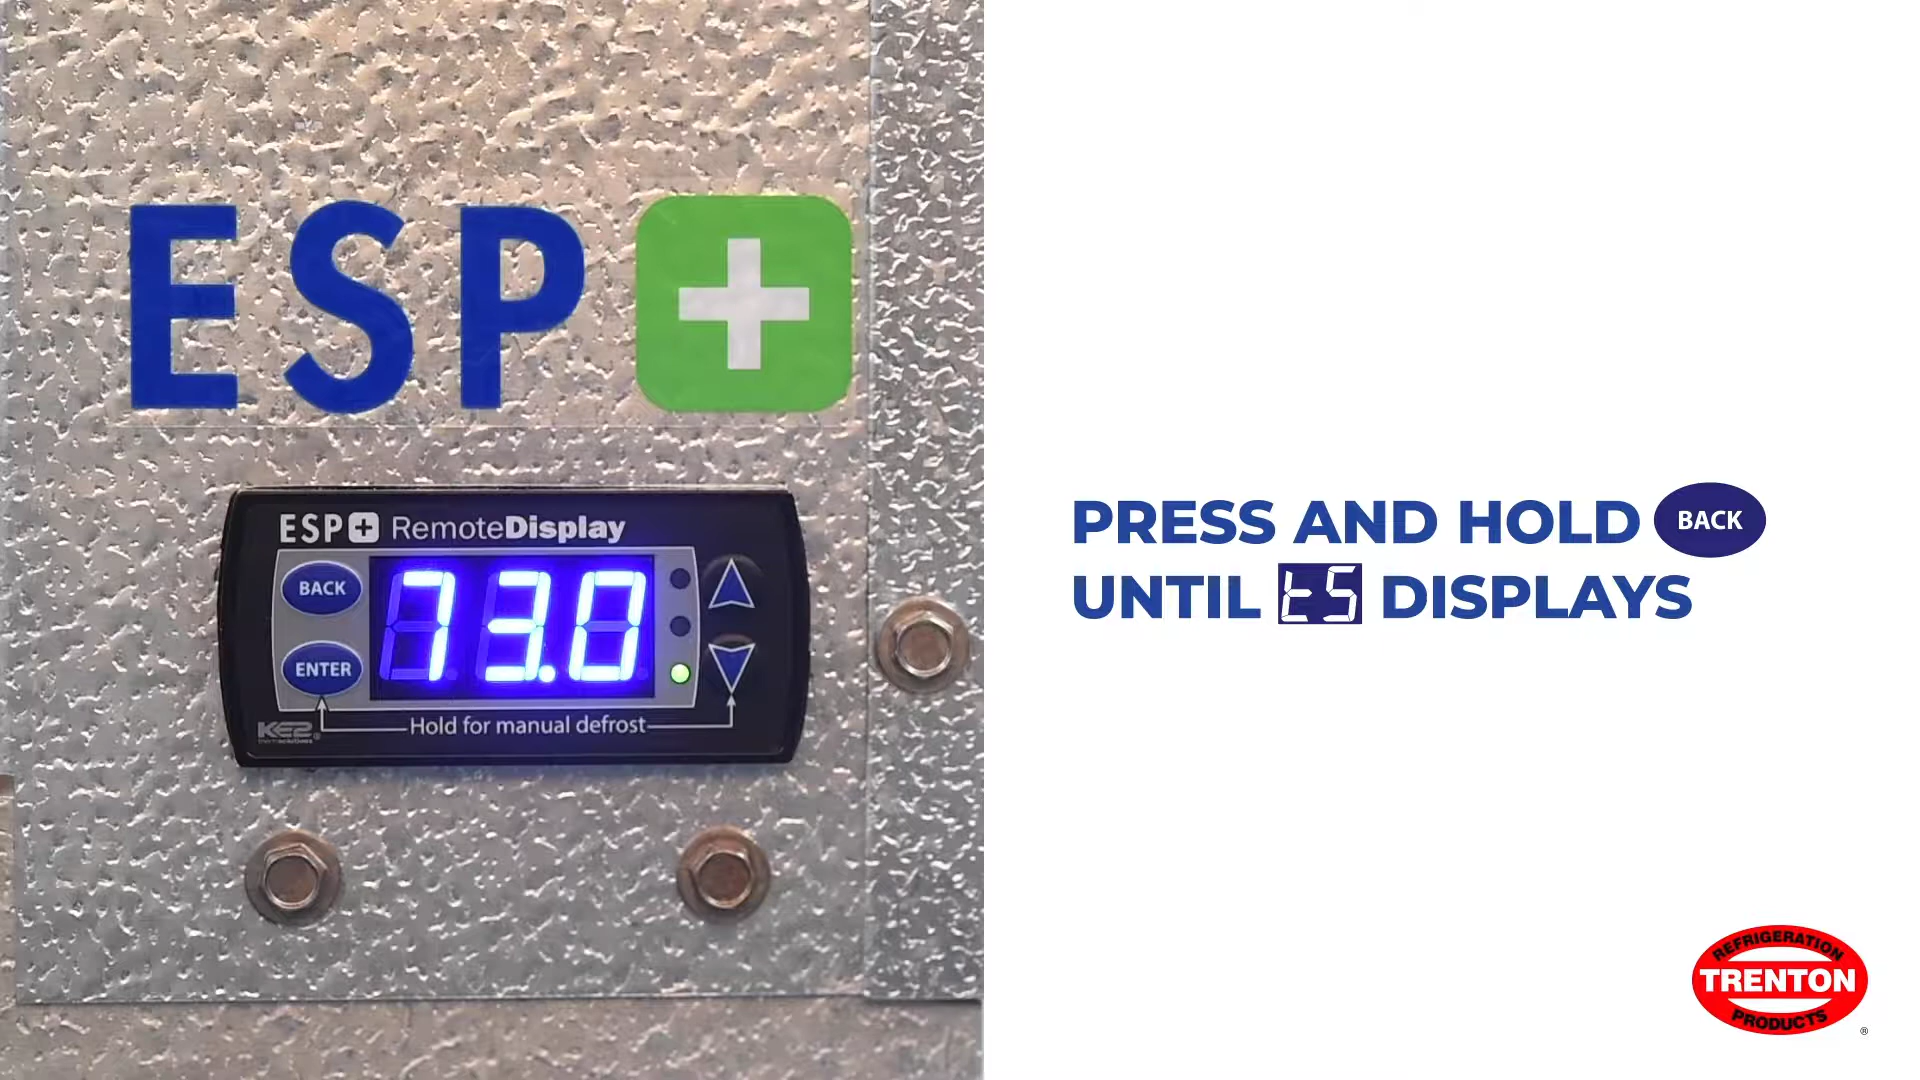 ESP+
ESP+ RemoteDisplay
BACK
73.0
ENTER
KE2
Hold for manual defrost
PRESS AND HOLD BACK
UNTIL tS DISPLAYS
REFRIGERATION
TRENTON
PRODUCTS
®